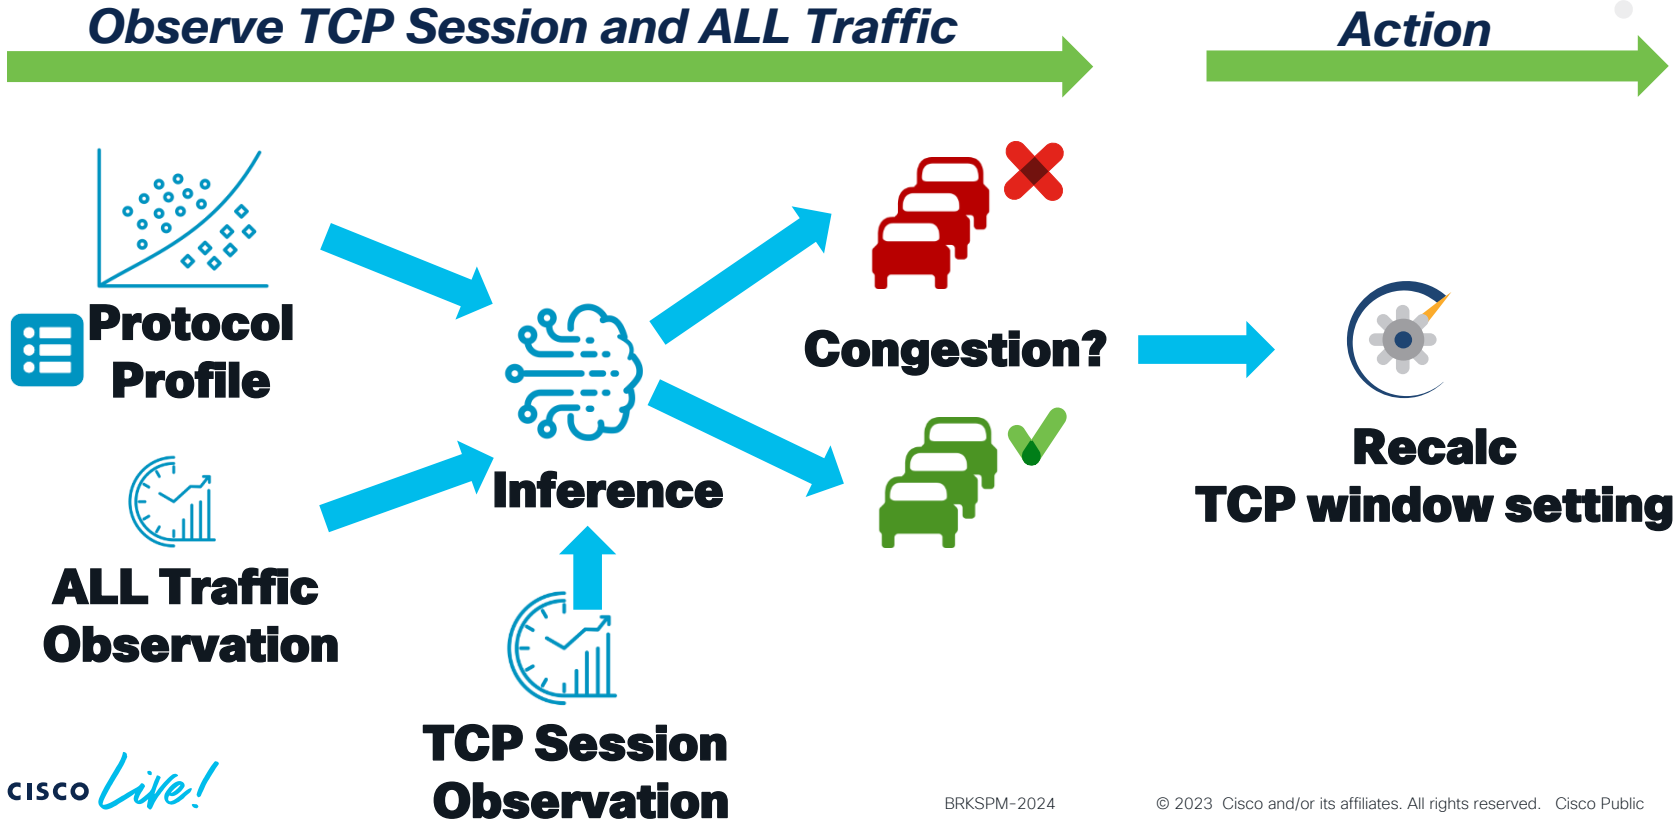 Observe TCP Session and ALL Traffic
Action
Protocol
Profile
Congestion?
Inference
Recalc
TCP window setting
ALL Traffic
Observation
TCP Session
Observation
CISCO Live!
BRKSPM-2024
© 2023 Cisco and/or its affiliates. All rights reserved. Cisco Public